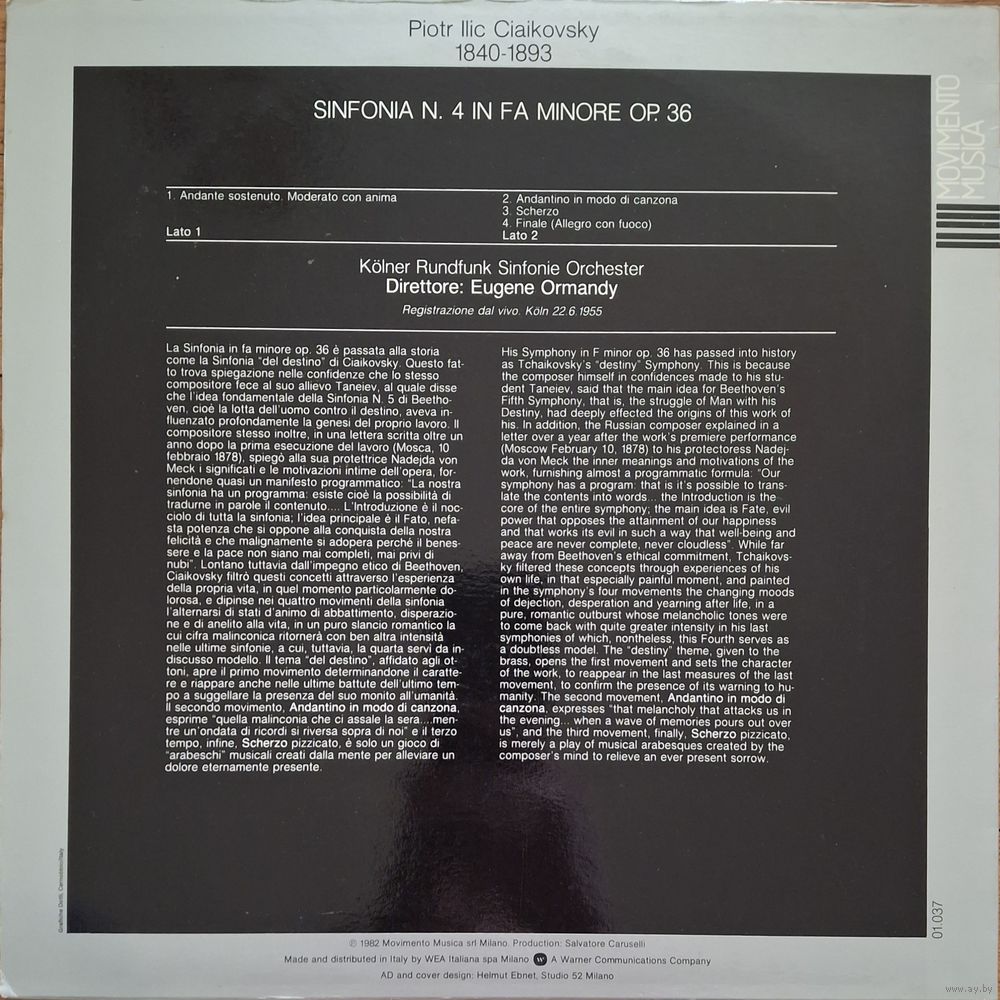 Piotr Ilic Ciaikovsky
1840-1893
SINFONIA N. 4 IN FA MINORE OP. 36
MOVIMENTO
MUSICA
1. Andante sostenuto. Moderato con anima
Lato 1
2. Andantino in modo di canzona
3. Scherzo
4. Finale (Allegro con fuoco)
Lato 2
Kölner Rundfunk Sinfonie Orchester
Direttore: Eugene Ormandy
Registrazione dal vivo. Köln 22.6.1955
La Sinfonia in fa minore op. 36 è passata alla storia
come la Sinfonia "del destino" di Ciaikovsky. Questo fat-
to trova spiegazione nelle confidenze che lo stesso
compositore fece al suo allievo Taneiev, al quale disse
che l'idea fondamentale della Sinfonia N. 5 di Beetho-
ven, cioè la lotta dell'uomo contro il destino, aveva in-
fluenzato profondamente la genesi del proprio lavoro. Il
compositore stesso inoltre, in una lettera scritta oltre un
anno dopo la prima esecuzione del lavoro (Mosca, 10
febbraio 1878), spiegò alla sua protettrice Nadejda von
Meck i significati e le motivazioni intime dell'opera, for-
nendone quasi un manifesto programmatico: "La nostra
sinfonia ha un programma: esiste cioè la possibilità di
tradurne in parole il contenuto.... L'Introduzione è il noc-
ciolo di tutta la sinfonia; l'idea principale è il Fato, nefa-
sta potenza che si oppone alla conquista della nostra
felicità e che malignamente si adopera perché il benes-
sere e la pace non siano mai completi, mai privi di
nubi". Lontano tuttavia dall'impegno etico di Beethoven,
Ciaikovsky filtrò questi concetti attraverso l'esperienza
della propria vita, in quel momento particolarmente do-
lorosa, e dipinse nei quattro movimenti della sinfonia
l'alternarsi di stati d'animo di abbattimento, disperazio-
ne e di anelito alla vita, in un puro slancio romantico la
cui cifra malinconica ritornerà con ben altra intensità
nelle ultime sinfonie, a cui, tuttavia, la quarta servì da in-
discusso modello. Il tema "del destino", affidato agli ot-
toni, apre il primo movimento determinandone il caratte-
re e riappare anche nelle ultime battute dell'ultimo tem-
po a suggellare la presenza del suo monito all'umanità.
Il secondo movimento, Andantino in modo di canzona,
esprime "quella malinconia che ci assale la sera....men-
tre un'ondata di ricordi si riversa sopra di noi" e il terzo
tempo, infine, Scherzo pizzicato, è solo un gioco di
"arabeschi" musicali creati dalla mente per alleviare un
dolore eternamente presente.
His Symphony in F minor op. 36 has passed into history
as Tchaikovsky's "destiny" Symphony. This is because
the composer himself in confidences made to his stu-
dent Taneiev, said that the main idea for Beethoven's
Fifth Symphony, that is, the struggle of Man with his
Destiny, had deeply effected the origins of this work of
his. In addition, the Russian composer explained in a
letter over a year after the work's premiere performance
(Moscow February 10, 1878) to his protectoress Nadej-
da von Meck the inner meanings and motivations of the
work, furnishing almost a programmatic formula: "Our
symphony has a program: that is it's possible to trans-
late the contents into words... the Introduction is the
core of the entire symphony; the main idea is Fate, evil
power that opposes the attainment of our happiness
and that works its evil in such a way that well-being and
peace are never complete, never cloudless". While far
away from Beethoven's ethical commitment, Tchaikovs-
ky filtered these concepts through experiences of his
own life, in that especially painful moment, and painted
in the symphony's four movements the changing moods
of dejection, desperation and yearning after life, in a
pure, romantic outburst whose melancholic tones were
to come back with quite greater intensity in his last
symphonies of which, nontheless, this Fourth serves as
a doubtless model. The "destiny" theme, given to the
brass, opens the first movement and sets the character
of the work, to reappear in the last measures of the last
movement, to confirm the presence of its warning to hu-
manity. The second movement, Andantino in modo di
canzona, expresses "that melancholy that attacks us in
the evening... when a wave of memories pours out over
us", and the third movement, finally, Scherzo pizzicato,
is merely a play of musical arabesques created by the
composer's mind to relieve an ever present sorrow.
01.037
℗ 1982 Movimento Musica srl Milano. Production: Salvatore Caruselli
Made and distributed in Italy by WEA Italiana spa Milano W A Warner Communications Company
AD and cover design: Helmut Ebnet, Studio 52 Milano
www.ay.by